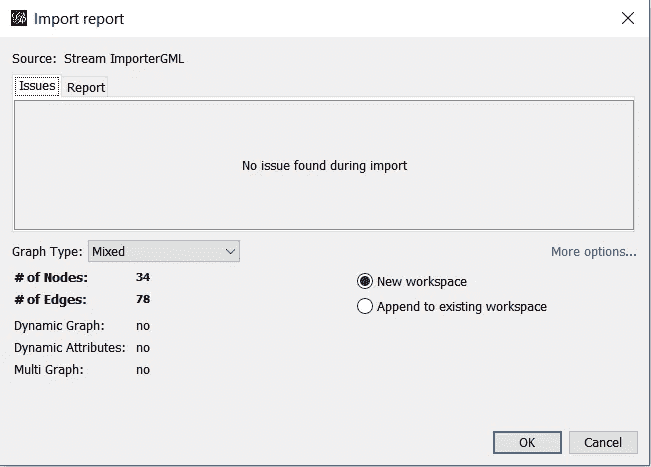 Import report
Source: Stream ImporterGML
Issues Report
No issue found during import
Graph Type: Mixed More options...
# of Nodes: 34 New workspace
# of Edges: 78 Append to existing workspace
Dynamic Graph: no
Dynamic Attributes: no
Multi Graph: no
OK Cancel